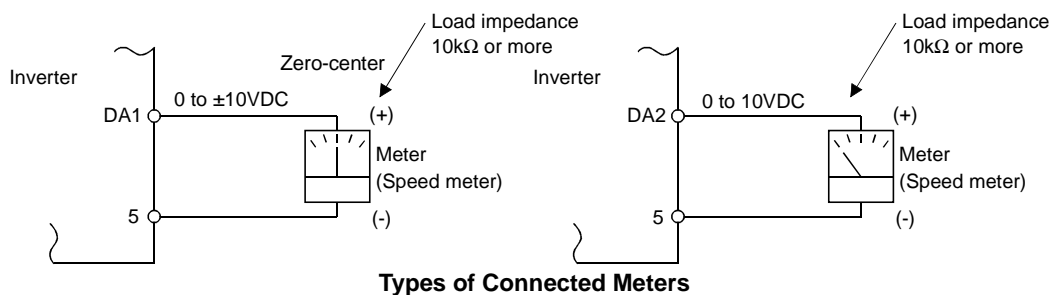 Load impedance
10kΩ or more
Zero-center
Inverter
0 to ±10VDC
DA1
(+)
Meter
(Speed meter)
5
(-)
Load impedance
10kΩ or more
Inverter
0 to 10VDC
DA2
(+)
Meter
(Speed meter)
5
(-)
Types of Connected Meters